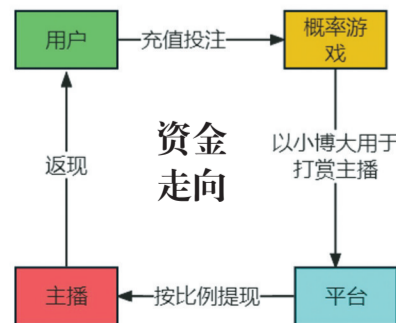 用户
充值投注
概率游
戏
资金
走向
返现
以小博大用于
打赏主播
主播
按比例提现
平台